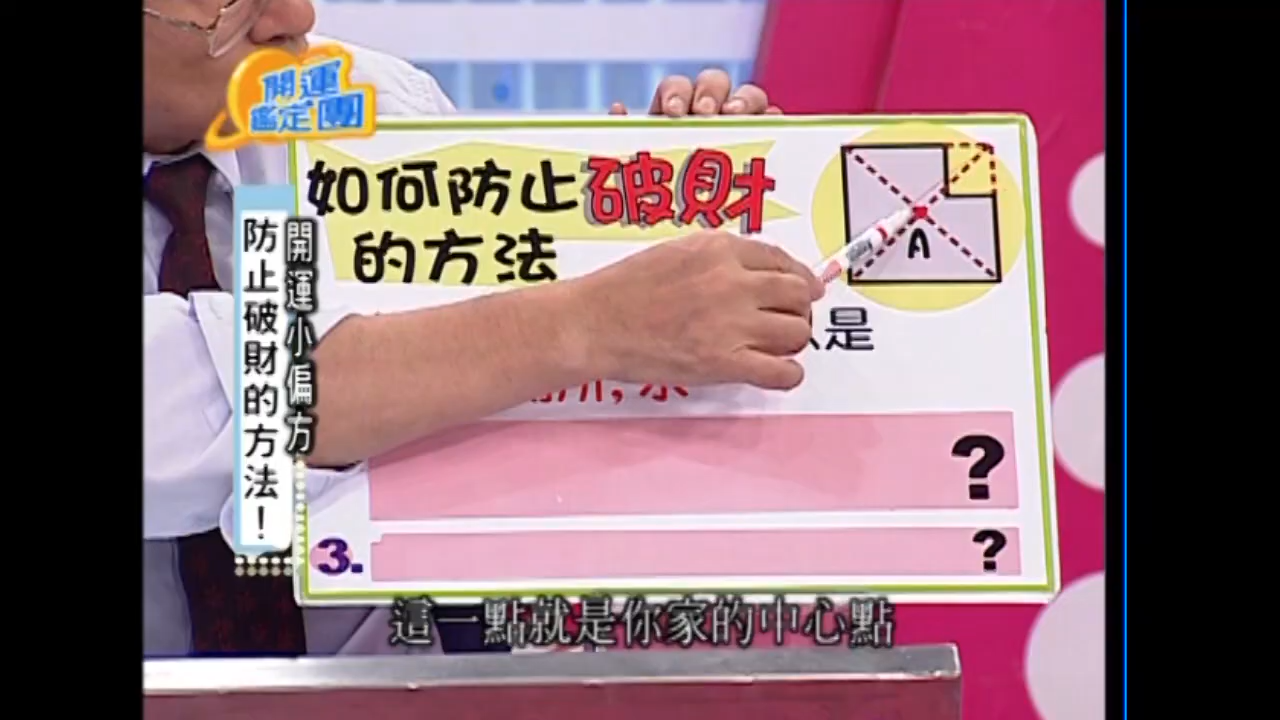 開運
鑑定團
如何防止破財
的方法
A
是
開運小偏方
防止破財的方法！
?
3.
?
這一點就是你家的中心點